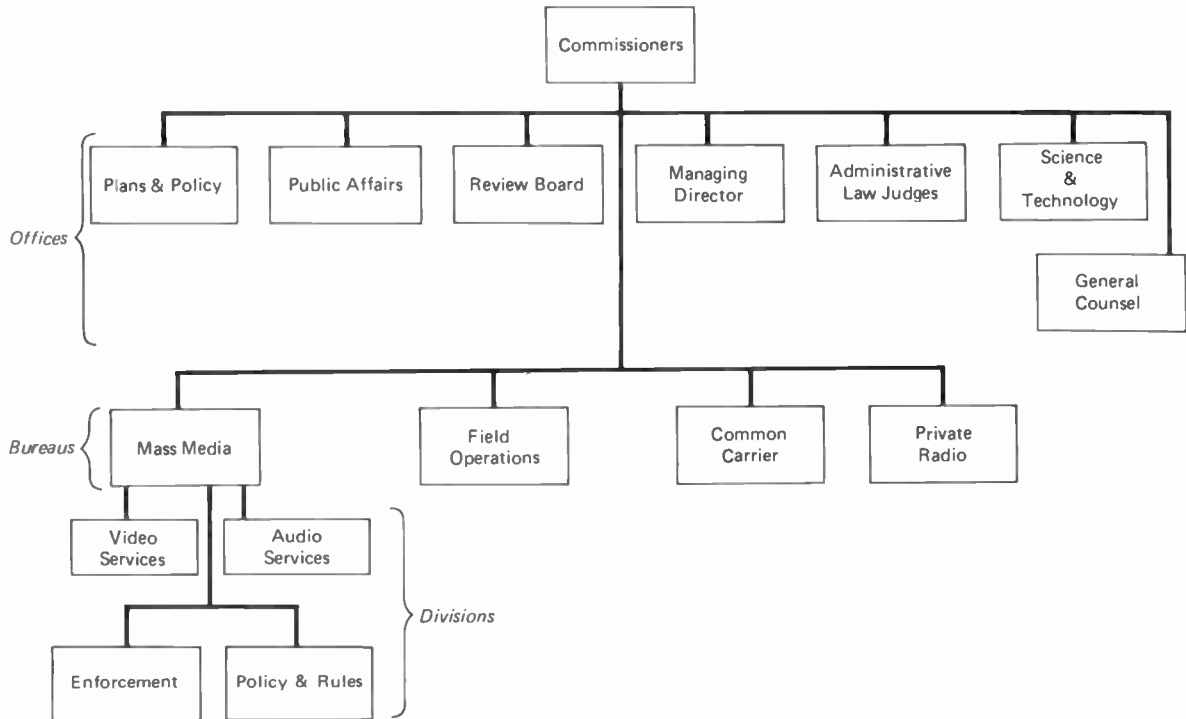 Commissioners
Offices
Plans & Policy
Public Affairs
Review Board
Managing
Director
Administrative
Law Judges
Science
&
Technology
General
Counsel
Bureaus
Mass Media
Field
Operations
Common
Carrier
Private
Radio
Video
Services
Audio
Services
Divisions
Enforcement
Policy & Rules